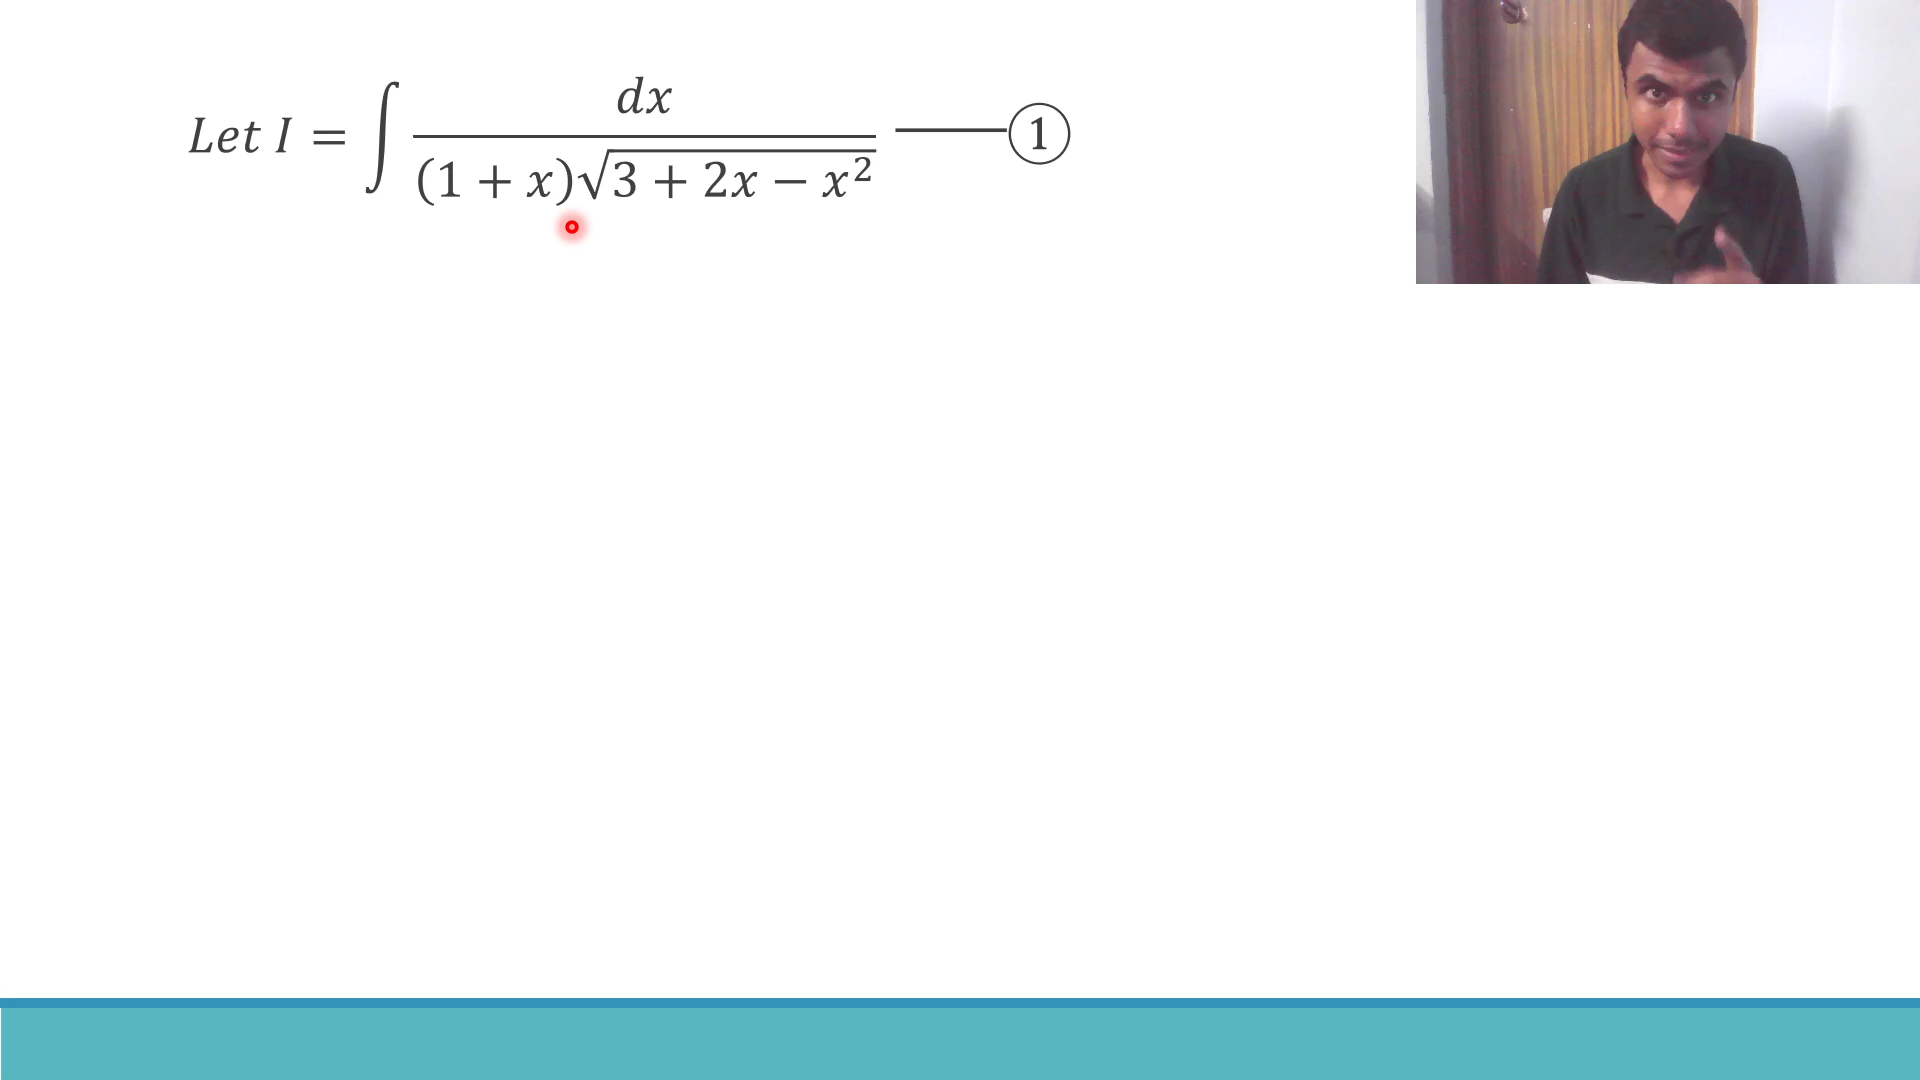 Let I = ∫ dx / ((1 + x)√(3 + 2x − x²)) —— ①